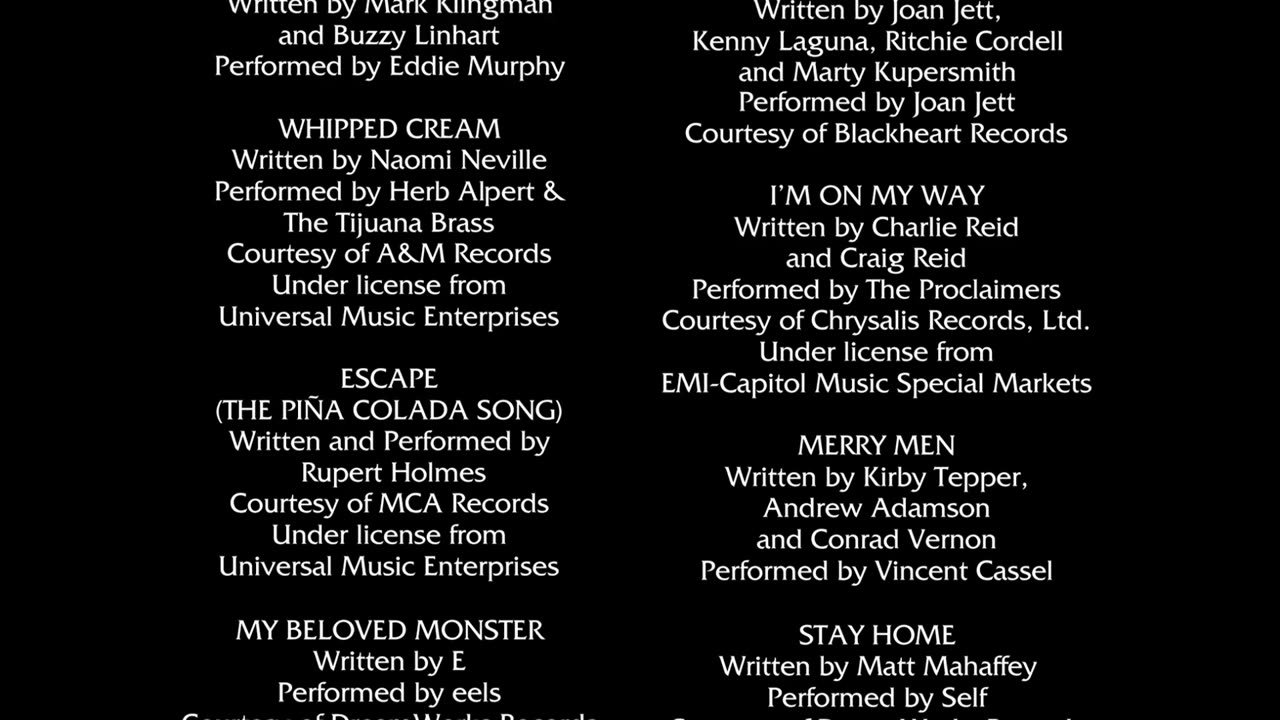 Written by Mark Klingman
and Buzzy Linhart
Performed by Eddie Murphy
WHIPPED CREAM
Written by Naomi Neville
Performed by Herb Alpert &
The Tijuana Brass
Courtesy of A&M Records
Under license from
Universal Music Enterprises
ESCAPE
(THE PIÑA COLADA SONG)
Written and Performed by
Rupert Holmes
Courtesy of MCA Records
Under license from
Universal Music Enterprises
MY BELOVED MONSTER
Written by E
Performed by eels
Courtesy of DreamWorks Records
Written by Joan Jett,
Kenny Laguna, Ritchie Cordell
and Marty Kupersmith
Performed by Joan Jett
Courtesy of Blackheart Records
I'M ON MY WAY
Written by Charlie Reid
and Craig Reid
Performed by The Proclaimers
Courtesy of Chrysalis Records, Ltd.
Under license from
EMI-Capitol Music Special Markets
MERRY MEN
Written by Kirby Tepper,
Andrew Adamson
and Conrad Vernon
Performed by Vincent Cassel
STAY HOME
Written by Matt Mahaffey
Performed by Self